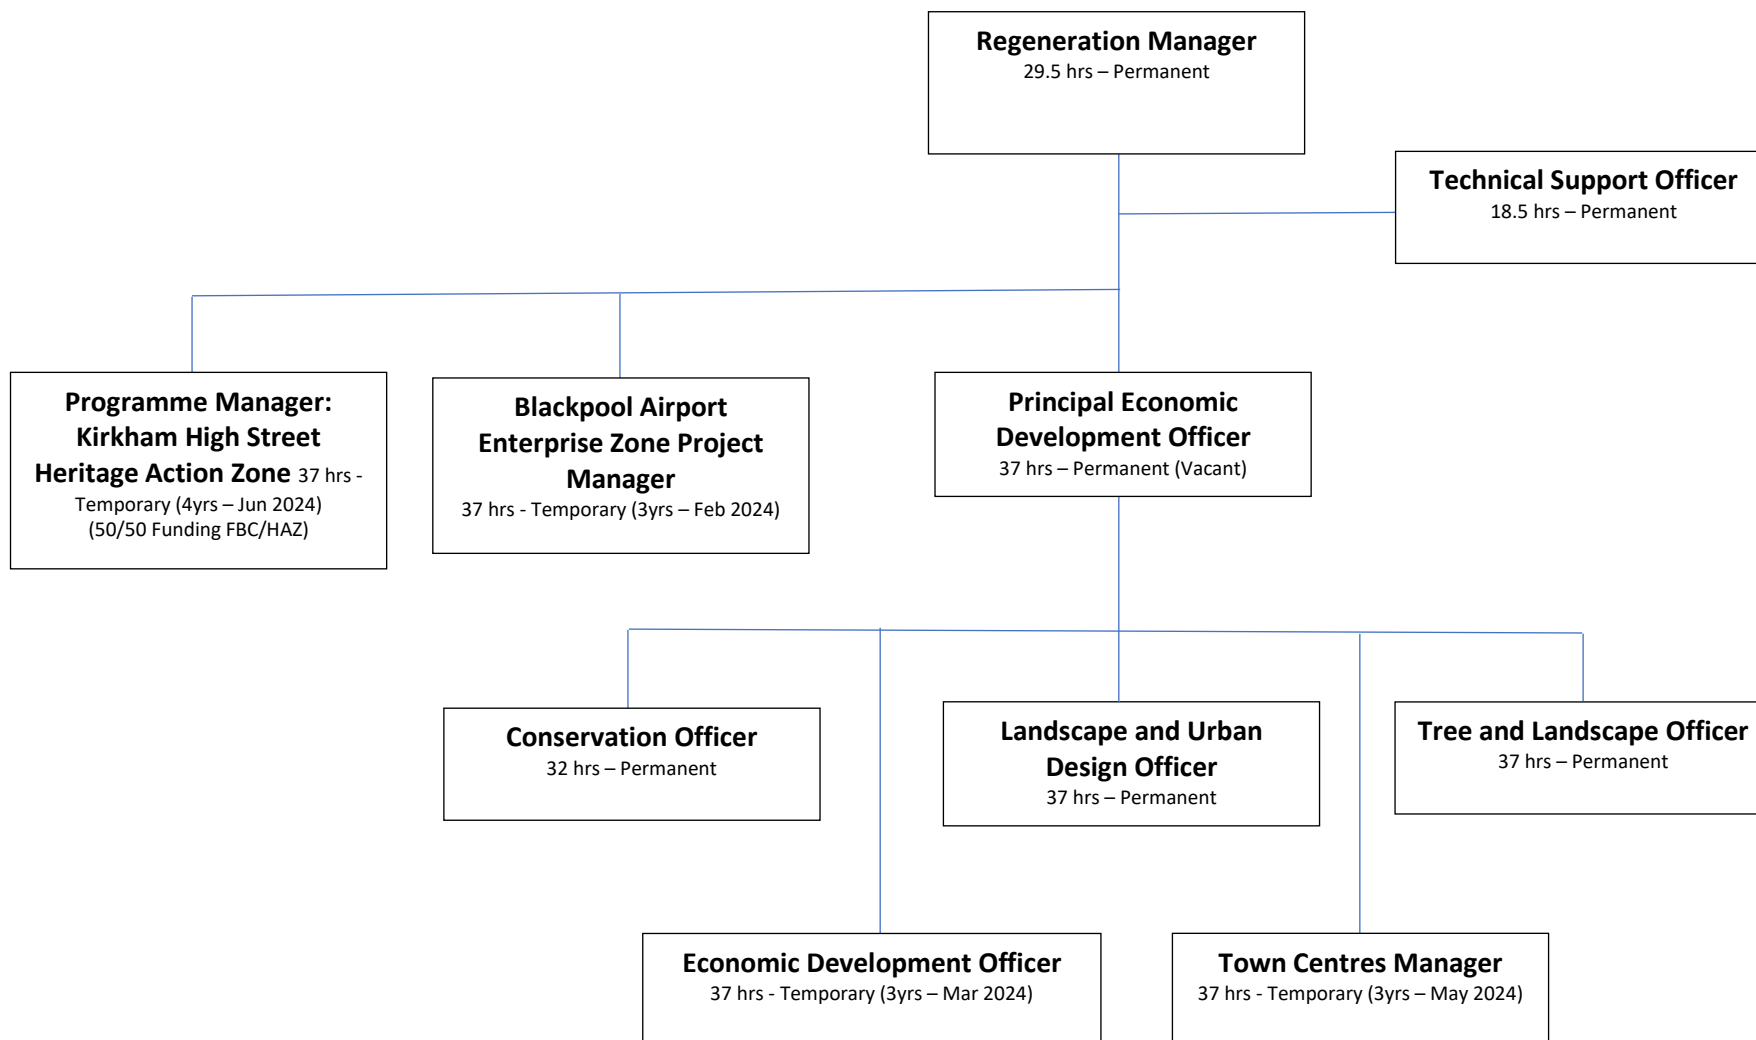 Regeneration Manager
29.5 hrs – Permanent
Technical Support Officer
18.5 hrs – Permanent
Programme Manager:
Kirkham High Street
Heritage Action Zone 37 hrs -
Temporary (4yrs – Jun 2024)
(50/50 Funding FBC/HAZ)
Blackpool Airport
Enterprise Zone Project
Manager
37 hrs - Temporary (3yrs – Feb 2024)
Principal Economic
Development Officer
37 hrs – Permanent (Vacant)
Conservation Officer
32 hrs – Permanent
Landscape and Urban
Design Officer
37 hrs – Permanent
Tree and Landscape Officer
37 hrs – Permanent
Economic Development Officer
37 hrs - Temporary (3yrs – Mar 2024)
Town Centres Manager
37 hrs - Temporary (3yrs – May 2024)